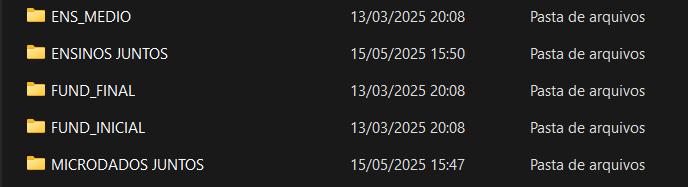 ENS_MEDIO 13/03/2025 20:08 Pasta de arquivos
ENSINOS JUNTOS 15/05/2025 15:50 Pasta de arquivos
FUND_FINAL 13/03/2025 20:08 Pasta de arquivos
FUND_INICIAL 13/03/2025 20:08 Pasta de arquivos
MICRODADOS JUNTOS 15/05/2025 15:47 Pasta de arquivos